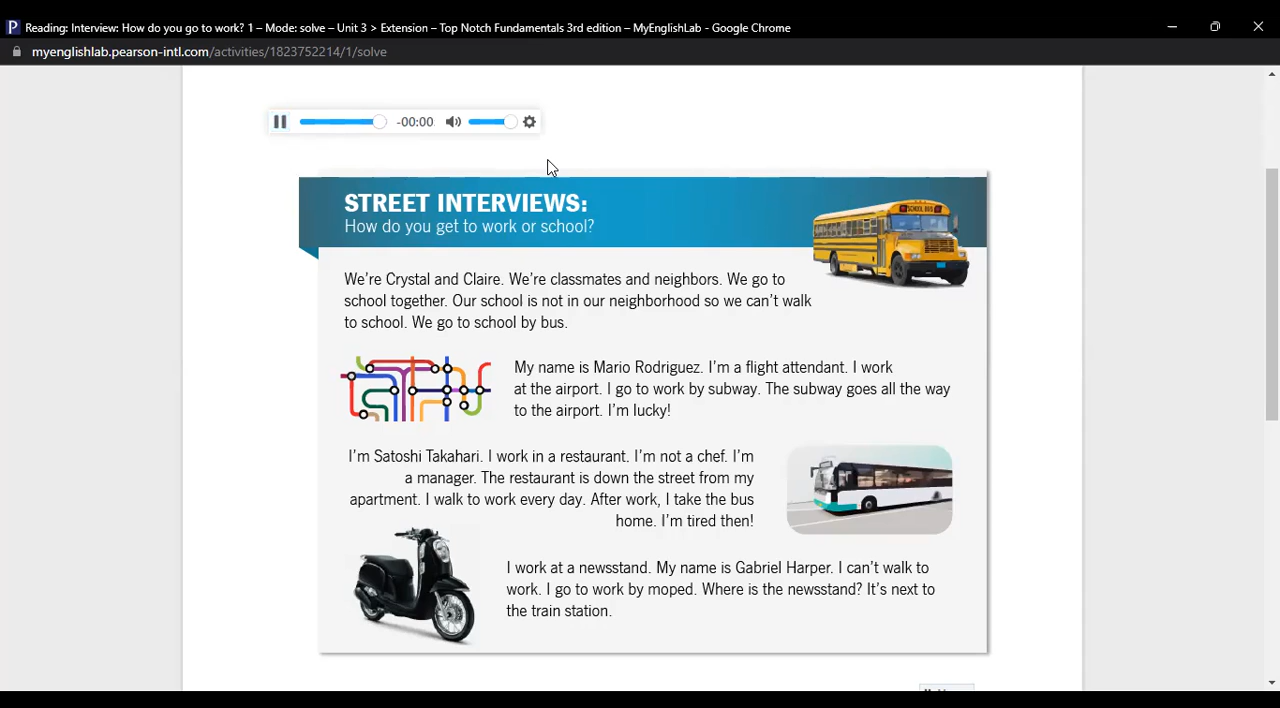 Reading: Interview: How do you go to work? 1 – Mode: solve – Unit 3 > Extension – Top Notch Fundamentals 3rd edition – MyEnglishLab - Google Chrome
myenglishlab.pearson-intl.com/activities/1823752214/1/solve
-00:00
STREET INTERVIEWS:
How do you get to work or school?
SCHOOL BUS
We're Crystal and Claire. We're classmates and neighbors. We go to
school together. Our school is not in our neighborhood so we can't walk
to school. We go to school by bus.
My name is Mario Rodriguez. I'm a flight attendant. I work
at the airport. I go to work by subway. The subway goes all the way
to the airport. I'm lucky!
I'm Satoshi Takahari. I work in a restaurant. I'm not a chef. I'm
a manager. The restaurant is down the street from my
apartment. I walk to work every day. After work, I take the bus
home. I'm tired then!
I work at a newsstand. My name is Gabriel Harper. I can't walk to
work. I go to work by moped. Where is the newsstand? It's next to
the train station.